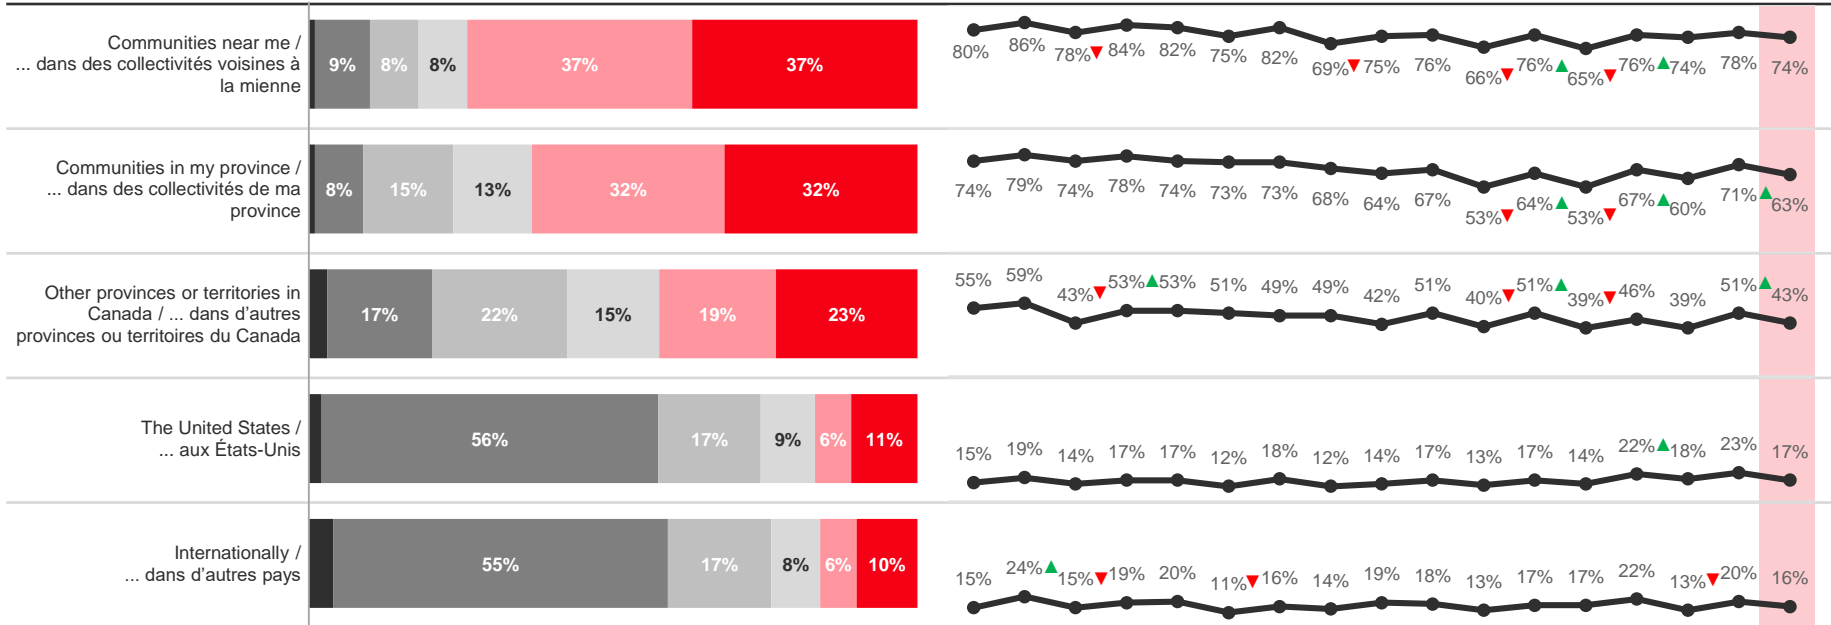 Communities near me /
... dans des collectivités voisines à
la mienne
9% 8% 8% 37% 37%
80% 86% 78% ▼ 84% 82% 75% 82% 69% ▼ 75% 76% 66% ▼ 76% ▲ 65% ▼ 76% ▲ 74% 78% 74%
Communities in my province /
... dans des collectivités de ma
province
8% 15% 13% 32% 32%
74% 79% 74% 78% 74% 73% 73% 68% 64% 67% 53% ▼ 64% ▲ 53% ▼ 67% ▲ 60% 71% ▲ 63%
Other provinces or territories in
Canada / ... dans d'autres
provinces ou territoires du Canada
17% 22% 15% 19% 23%
55% 59% 43% ▼ 53% ▲ 53% 51% 49% 49% 42% 51% 40% ▼ 51% ▲ 39% ▼ 46% 39% 51% ▲ 43%
The United States /
... aux États-Unis
56% 17% 9% 6% 11%
15% 19% 14% 17% 17% 12% 18% 12% 14% 17% 13% 17% 14% 22% ▲ 18% 23% 17%
Internationally /
... dans d'autres pays
55% 17% 8% 6% 10%
15% 24% ▲ 15% ▼ 19% 20% 11% ▼ 16% 14% 19% 18% 13% 17% 17% 22% 13% ▼ 20% 16%